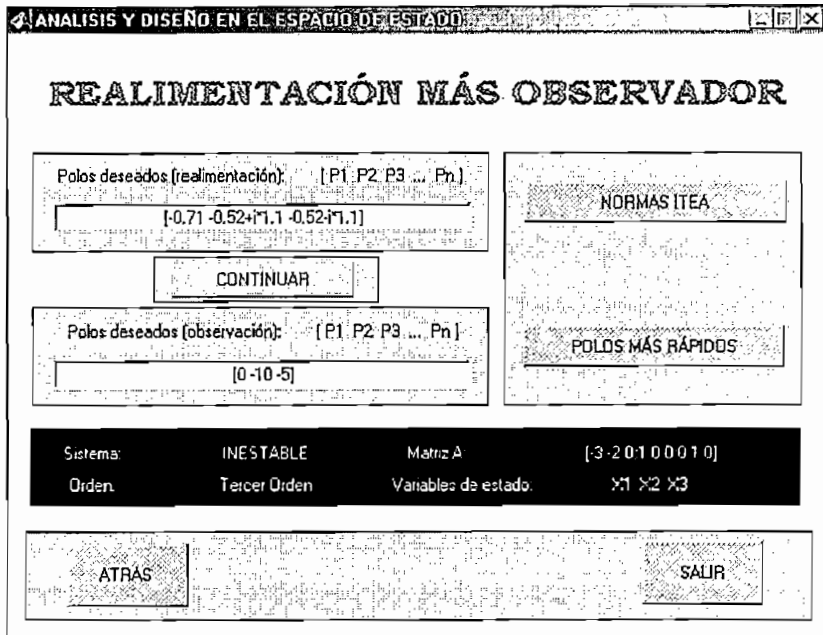 ANALISIS Y DISEÑO EN EL ESPACIO DE ESTADO
REALIMENTACIÓN MÁS OBSERVADOR
Polos deseados (realimentación): [ P1 P2 P3 ... Pn ]
[-0.71 -0.52+i*1.1 -0.52-i*1.1]
CONTINUAR
Polos deseados (observación): [ P1 P2 P3 ... Pn ]
[0 -10 -5]
NORMAS ITEA
POLOS MÁS RÁPIDOS
Sistema: INESTABLE Matriz A: [-3 -2 0;1 0 0 0 1 0]
Orden: Tercer Orden Variables de estado: X1 X2 X3
ATRAS
SALIR